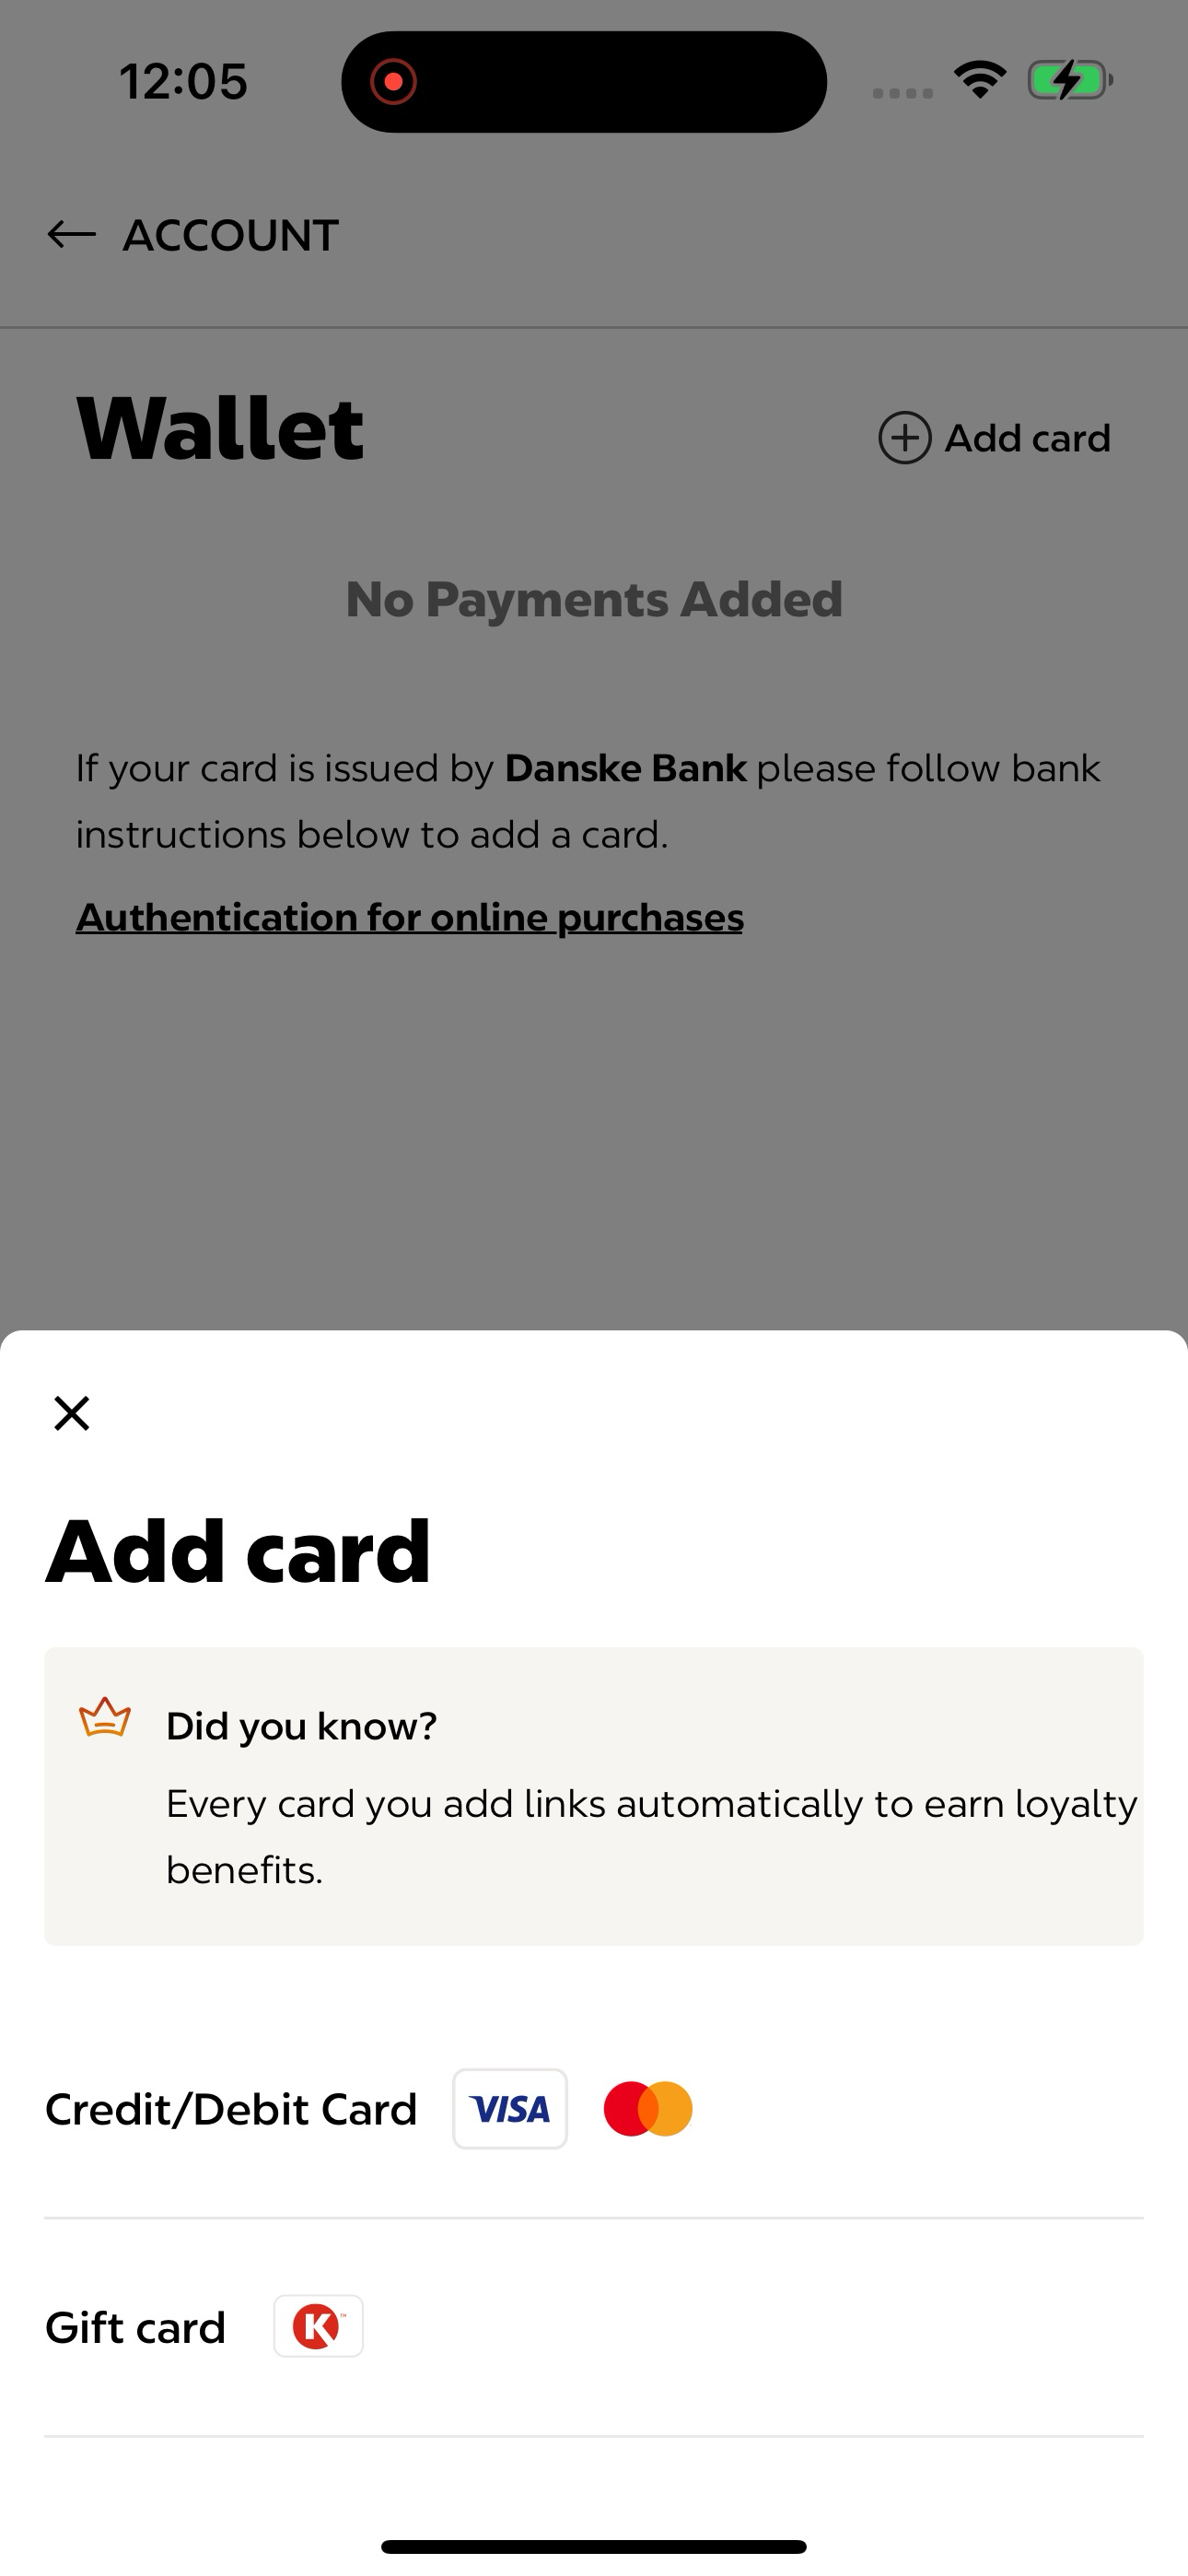 12:05
ACCOUNT
Wallet
Add card
No Payments Added
If your card is issued by Danske Bank please follow bank
instructions below to add a card.
Authentication for online purchases
Add card
Did you know?
Every card you add links automatically to earn loyalty
benefits.
Credit/Debit Card VISA
Gift card K™